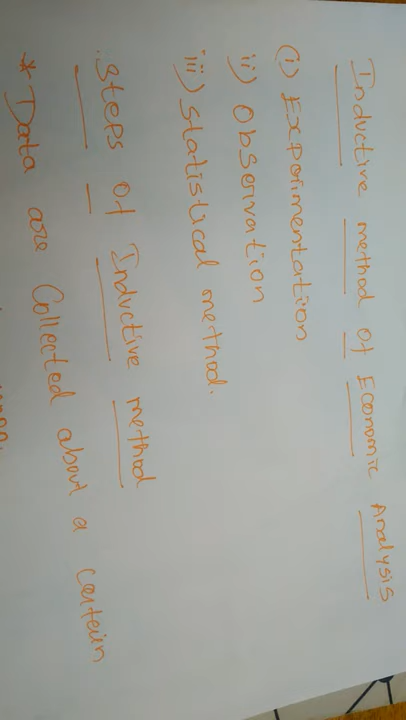 Inductive method of Economic Analysis
(i) Experimentation
ii) Observation
iii) Statistical method.
Steps of Inductive method
* Data are Collected about a certain